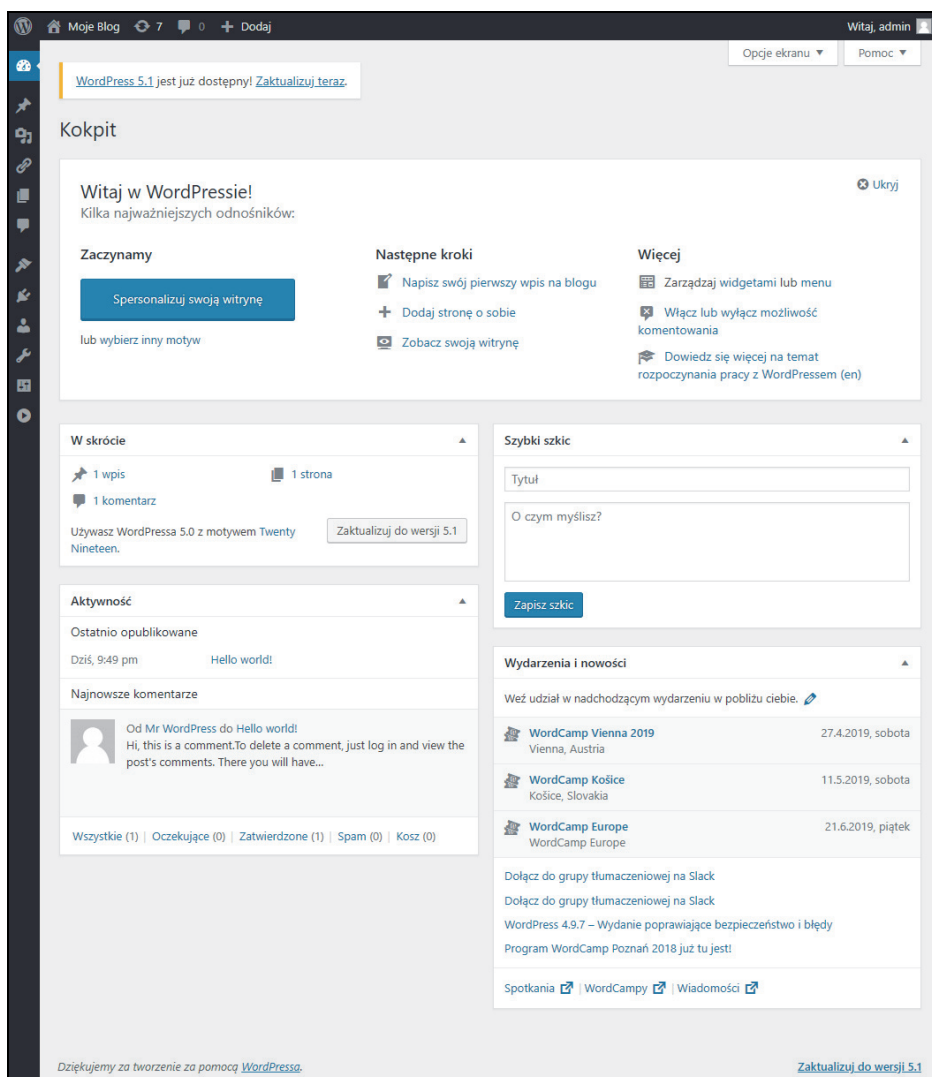 Moje Blog 7 0 + Dodaj Witaj, admin
Opcje ekranu ▼ Pomoc ▼
WordPress 5.1 jest już dostępny! Zaktualizuj teraz.
Kokpit
Witaj w WordPressie!
Ukryj
Kilka najważniejszych odnośników:
Zaczynamy
Spersonalizuj swoją witrynę
lub wybierz inny motyw
Następne kroki
Napisz swój pierwszy wpis na blogu
Dodaj stronę o sobie
Zobacz swoją witrynę
Więcej
Zarządzaj widgetami lub menu
Włącz lub wyłącz możliwość
komentowania
Dowiedz się więcej na temat
rozpoczynania pracy z WordPressem (en)
W skrócie
1 wpis 1 strona
1 komentarz
Używasz WordPressa 5.0 z motywem Twenty
Nineteen.
Zaktualizuj do wersji 5.1
Aktywność
Ostatnio opublikowane
Dziś, 9:49 pm Hello world!
Najnowsze komentarze
Od Mr WordPress do Hello world!
Hi, this is a comment.To delete a comment, just log in and view the
post's comments. There you will have...
Wszystkie (1) | Oczekujące (0) | Zatwierdzone (1) | Spam (0) | Kosz (0)
Szybki szkic
Tytuł
O czym myślisz?
Zapisz szkic
Wydarzenia i nowości
Weź udział w nadchodzącym wydarzeniu w pobliżu ciebie.
WordCamp Vienna 2019 27.4.2019, sobota
Vienna, Austria
WordCamp Košice 11.5.2019, sobota
Košice, Slovakia
WordCamp Europe 21.6.2019, piątek
WordCamp Europe
Dołącz do grupy tłumaczeniowej na Slack
Dołącz do grupy tłumaczeniowej na Slack
WordPress 4.9.7 – Wydanie poprawiające bezpieczeństwo i błędy
Program WordCamp Poznań 2018 już tu jest!
Spotkania | WordCampy | Wiadomości
Dziękujemy za tworzenie za pomocą WordPressa.
Zaktualizuj do wersji 5.1